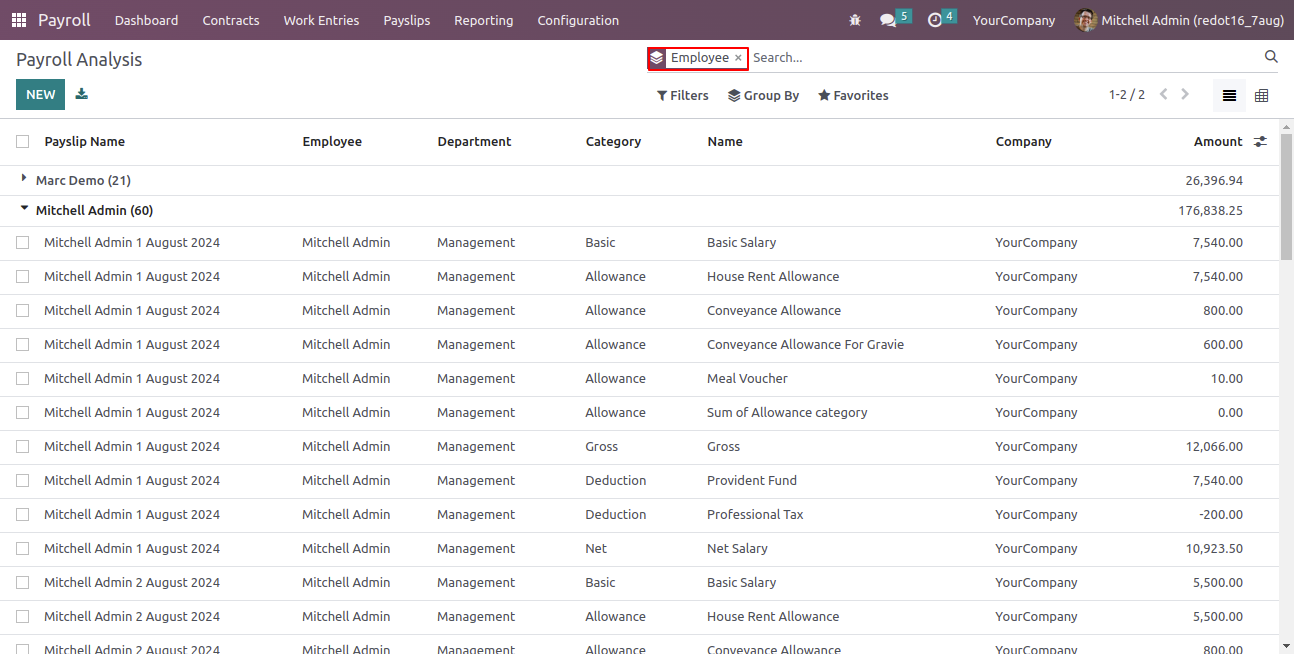 Payroll Dashboard Contracts Work Entries Payslips Reporting Configuration 5 4 YourCompany Mitchell Admin (redot16_7aug)
Payroll Analysis Employee × Search...
NEW Filters Group By Favorites 1-2 / 2
Payslip Name Employee Department Category Name Company Amount
Marc Demo (21) 26,396.94
Mitchell Admin (60) 176,838.25
Mitchell Admin 1 August 2024 Mitchell Admin Management Basic Basic Salary YourCompany 7,540.00
Mitchell Admin 1 August 2024 Mitchell Admin Management Allowance House Rent Allowance YourCompany 7,540.00
Mitchell Admin 1 August 2024 Mitchell Admin Management Allowance Conveyance Allowance YourCompany 800.00
Mitchell Admin 1 August 2024 Mitchell Admin Management Allowance Conveyance Allowance For Gravie YourCompany 600.00
Mitchell Admin 1 August 2024 Mitchell Admin Management Allowance Meal Voucher YourCompany 10.00
Mitchell Admin 1 August 2024 Mitchell Admin Management Allowance Sum of Allowance category YourCompany 0.00
Mitchell Admin 1 August 2024 Mitchell Admin Management Gross Gross YourCompany 12,066.00
Mitchell Admin 1 August 2024 Mitchell Admin Management Deduction Provident Fund YourCompany 7,540.00
Mitchell Admin 1 August 2024 Mitchell Admin Management Deduction Professional Tax YourCompany -200.00
Mitchell Admin 1 August 2024 Mitchell Admin Management Net Net Salary YourCompany 10,923.50
Mitchell Admin 2 August 2024 Mitchell Admin Management Basic Basic Salary YourCompany 5,500.00
Mitchell Admin 2 August 2024 Mitchell Admin Management Allowance House Rent Allowance YourCompany 5,500.00
Mitchell Admin 2 August 2024 Mitchell Admin Management Allowance Conveyance Allowance YourCompany 800.00